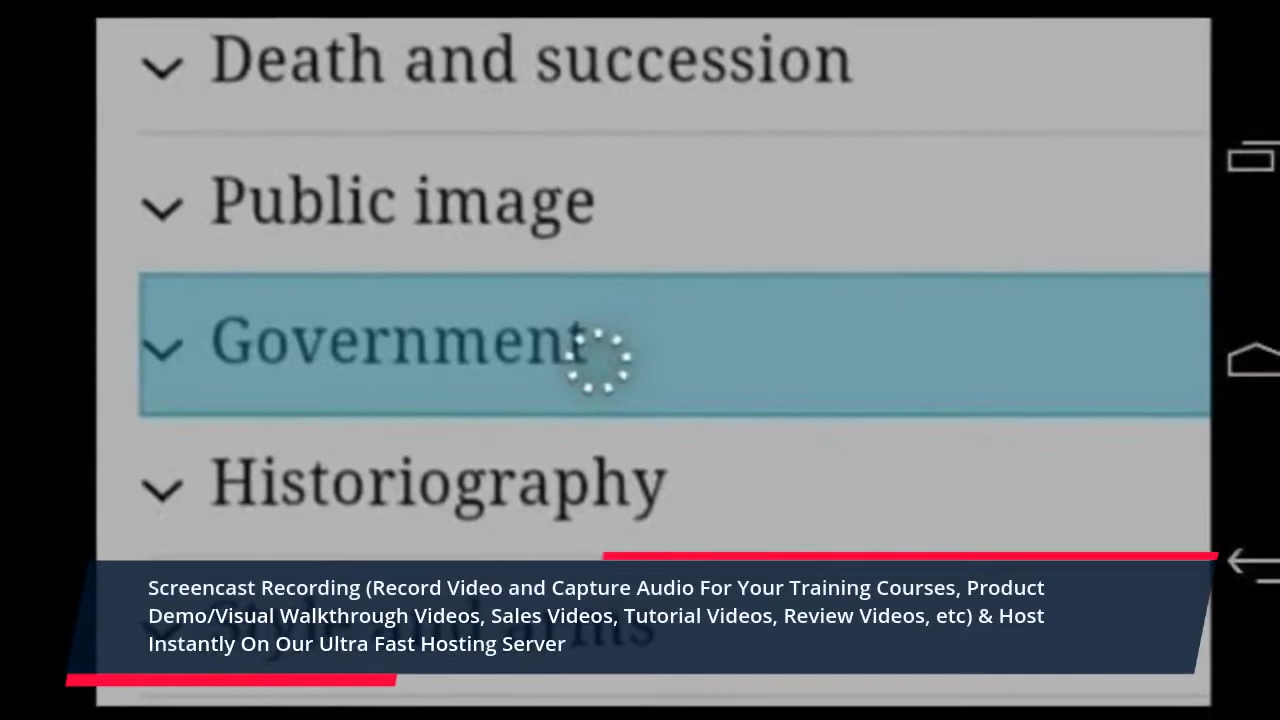 Death and succession
Public image
Government
Historiography
Screencast Recording (Record Video and Capture Audio For Your Training Courses, Product
Demo/Visual Walkthrough Videos, Sales Videos, Tutorial Videos, Review Videos, etc) & Host
Instantly On Our Ultra Fast Hosting Server